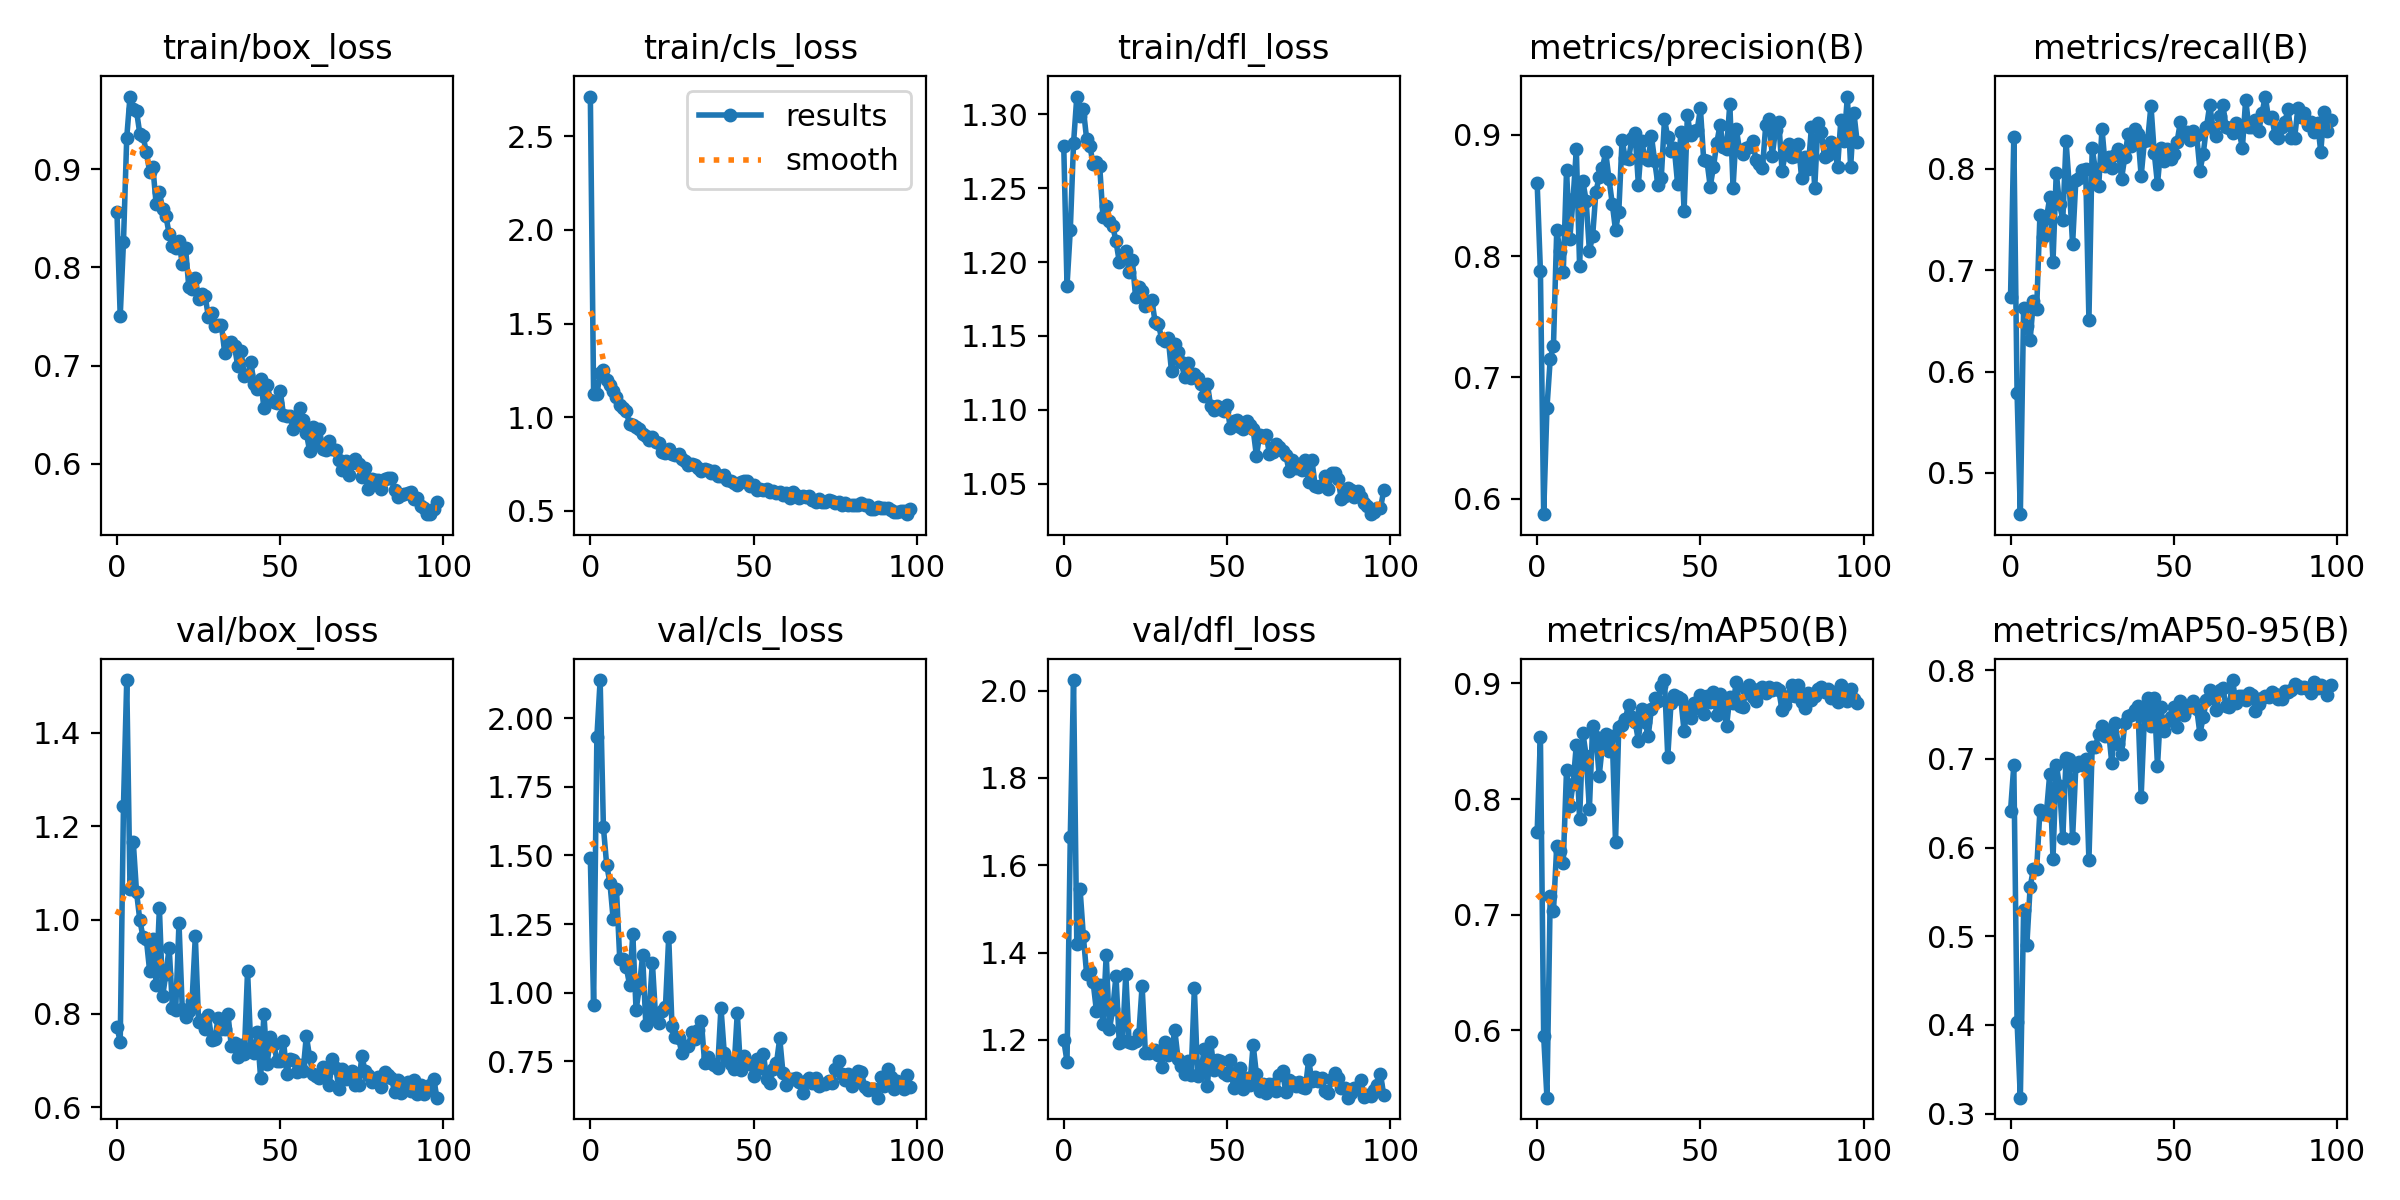 train/box_loss
train/cls_loss
train/dfl_loss
metrics/precision(B)
metrics/recall(B)
0.9
0.8
0.7
0.6
0 50 100
2.5
2.0
1.5
1.0
0.5
results
smooth
0 50 100
1.30
1.25
1.20
1.15
1.10
1.05
0 50 100
0.9
0.8
0.7
0.6
0 50 100
0.8
0.7
0.6
0.5
0 50 100
val/box_loss
val/cls_loss
val/dfl_loss
metrics/mAP50(B)
metrics/mAP50-95(B)
1.4
1.2
1.0
0.8
0.6
0 50 100
2.00
1.75
1.50
1.25
1.00
0.75
0 50 100
2.0
1.8
1.6
1.4
1.2
0 50 100
0.9
0.8
0.7
0.6
0 50 100
0.8
0.7
0.6
0.5
0.4
0.3
0 50 100